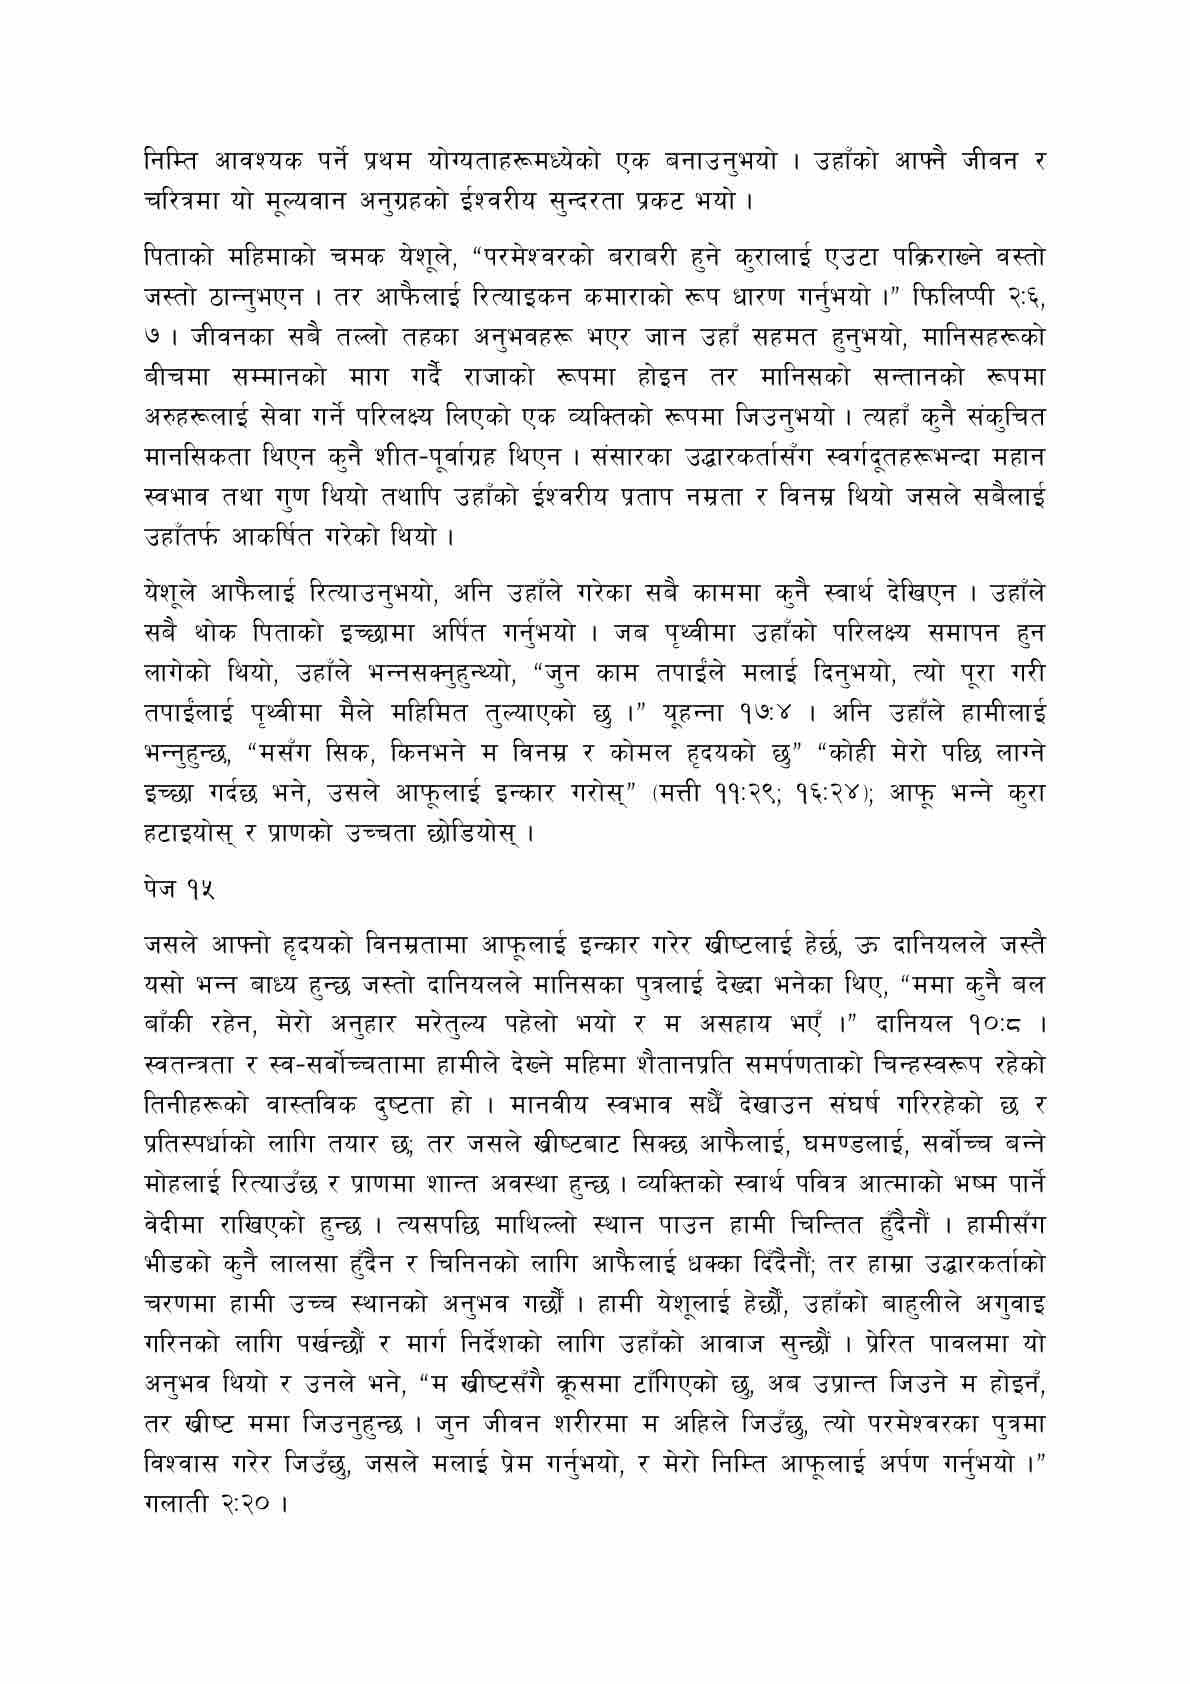 निम्ति आवश्यक पर्ने प्रथम योग्यताहरूमध्येको एक बनाउनुभयो । उहाँको आफ्नै जीवन र
चरित्रमा यो मूल्यवान अनुग्रहको ईश्वरीय सुन्दरता प्रकट भयो ।
पिताको महिमाको चमक येशूले, “परमेश्वरको बराबरी हुने कुरालाई एउटा पक्रिराख्ने वस्तो
जस्तो ठान्नुभएन । तर आफैलाई रित्याइकन कमाराको रूप धारण गर्नुभयो ।” फिलिप्पी २:६,
७ । जीवनका सबै तल्लो तहका अनुभवहरू भएर जान उहाँ सहमत हुनुभयो, मानिसहरूको
बीचमा सम्मानको माग गर्दै राजाको रूपमा होइन तर मानिसको सन्तानको रूपमा
अरुहरूलाई सेवा गर्ने परिलक्ष्य लिएको एक व्यक्तिको रूपमा जिउनुभयो । त्यहाँ कुनै संकुचित
मानसिकता थिएन कुनै शीत-पूर्वाग्रह थिएन । संसारका उद्धारकर्तासँग स्वर्गदूतहरूभन्दा महान
स्वभाव तथा गुण थियो तथापि उहाँको ईश्वरीय प्रताप नम्रता र विनम्र थियो जसले सबैलाई
उहाँतर्फ आकर्षित गरेको थियो ।
येशूले आफैलाई रित्याउनुभयो, अनि उहाँले गरेका सबै काममा कुनै स्वार्थ देखिएन । उहाँले
सबै थोक पिताको इच्छामा अर्पित गर्नुभयो । जब पृथ्वीमा उहाँको परिलक्ष्य समापन हुन
लागेको थियो, उहाँले भन्नसक्नुहुन्थ्यो, “जुन काम तपाईंले मलाई दिनुभयो, त्यो पूरा गरी
तपाईंलाई पृथ्वीमा मैले महिमित तुल्याएको छु ।” यूहन्ना १७:४ । अनि उहाँले हामीलाई
भन्नुहुन्छ, “मसँग सिक, किनभने म विनम्र र कोमल हृदयको छु” “कोही मेरो पछि लाग्ने
इच्छा गर्दछ भने, उसले आफूलाई इन्कार गरोस्” (मत्ती ११:२९; १६:२४); आफू भन्ने कुरा
हटाइयोस् र प्राणको उच्चता छोडियोस् ।
पेज १५
जसले आफ्नो हृदयको विनम्रतामा आफूलाई इन्कार गरेर ख्रीष्टलाई हेर्छ, ऊ दानियलले जस्तै
यसो भन्न बाध्य हुन्छ जस्तो दानियलले मानिसका पुत्रलाई देख्दा भनेका थिए, “ममा कुनै बल
बाँकी रहेन, मेरो अनुहार मरेतुल्य पहेलो भयो र म असहाय भएँ ।” दानियल १०:८ ।
स्वतन्त्रता र स्व-सर्वोच्चतामा हामीले देख्ने महिमा शैतानप्रति समर्पणताको चिन्हस्वरूप रहेको
तिनीहरूको वास्तविक दुष्टता हो । मानवीय स्वभाव सधैँ देखाउन संघर्ष गरिरहेको छ र
प्रतिस्पर्धाको लागि तयार छ; तर जसले ख्रीष्टबाट सिक्छ आफैलाई, घमण्डलाई, सर्वोच्च बन्ने
मोहलाई रित्याउँछ र प्राणमा शान्त अवस्था हुन्छ । व्यक्तिको स्वार्थ पवित्र आत्माको भष्म पार्ने
वेदीमा राखिएको हुन्छ । त्यसपछि माथिल्लो स्थान पाउन हामी चिन्तित हुँदैनौं । हामीसँग
भीडको कुनै लालसा हुँदैन र चिनिनको लागि आफैलाई धक्का दिँदैनौं; तर हाम्रा उद्धारकर्ताको
चरणमा हामी उच्च स्थानको अनुभव गर्छौं । हामी येशूलाई हेर्छौं, उहाँको बाहुलीले अगुवाइ
गरिनको लागि पर्खन्छौं र मार्ग निर्देशको लागि उहाँको आवाज सुन्छौं । प्रेरित पावलमा यो
अनुभव थियो र उनले भने, “म ख्रीष्टसँगै क्रूसमा टाँगिएको छु, अब उप्रान्त जिउने म होइनँ,
तर ख्रीष्ट ममा जिउनुहुन्छ । जुन जीवन शरीरमा म अहिले जिउँछु, त्यो परमेश्वरका पुत्रमा
विश्वास गरेर जिउँछु, जसले मलाई प्रेम गर्नुभयो, र मेरो निम्ति आफूलाई अर्पण गर्नुभयो ।”
गलाती २:२० ।